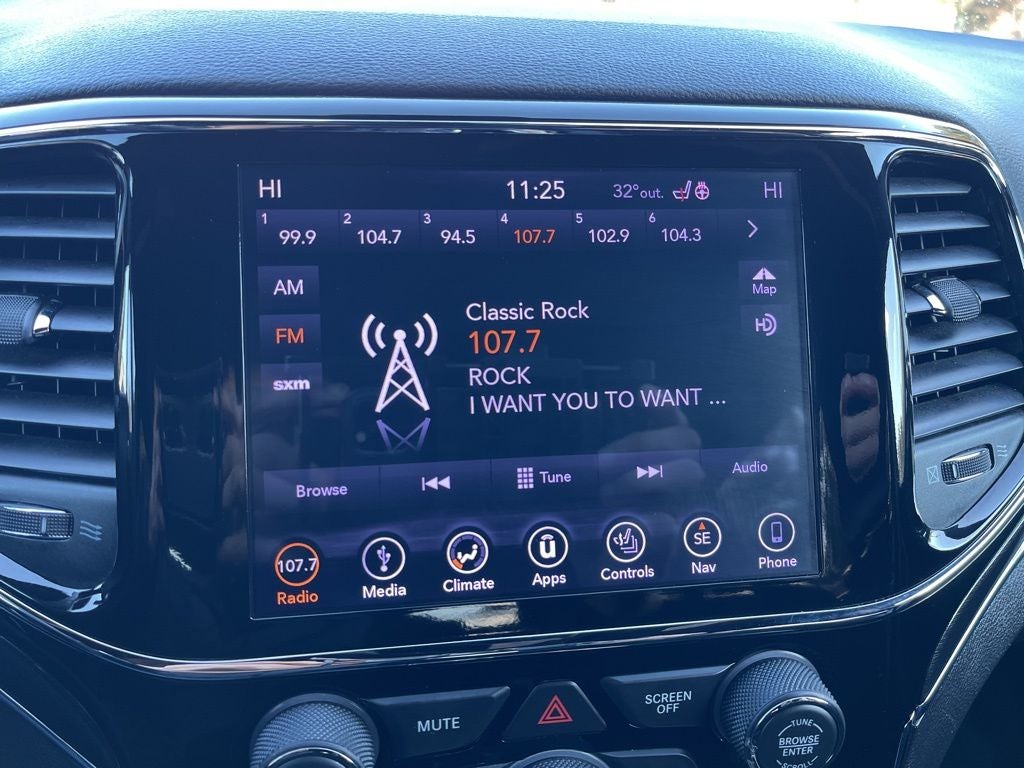 HI 11:25 32° out. HI
1 99.9 2 104.7 3 94.5 4 107.7 5 102.9 6 104.3
AM
FM
sxm
Classic Rock
107.7
ROCK
I WANT YOU TO WANT ...
Map
HD
Browse Tune Audio
107.7 SE
Radio Media Climate Apps Controls Nav Phone
MUTE
SCREEN
OFF
TUNE
BROWSE
ENTER
SCROLL